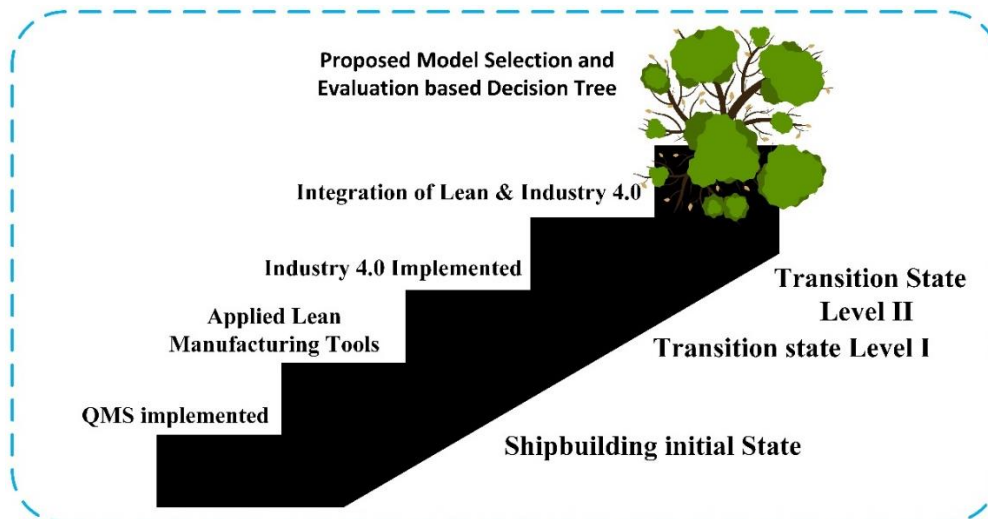 Proposed Model Selection and
Evaluation based Decision Tree
Integration of Lean & Industry 4.0
Industry 4.0 Implemented
Applied Lean
Manufacturing Tools
QMS implemented
Transition State
Level II
Transition state Level I
Shipbuilding initial State